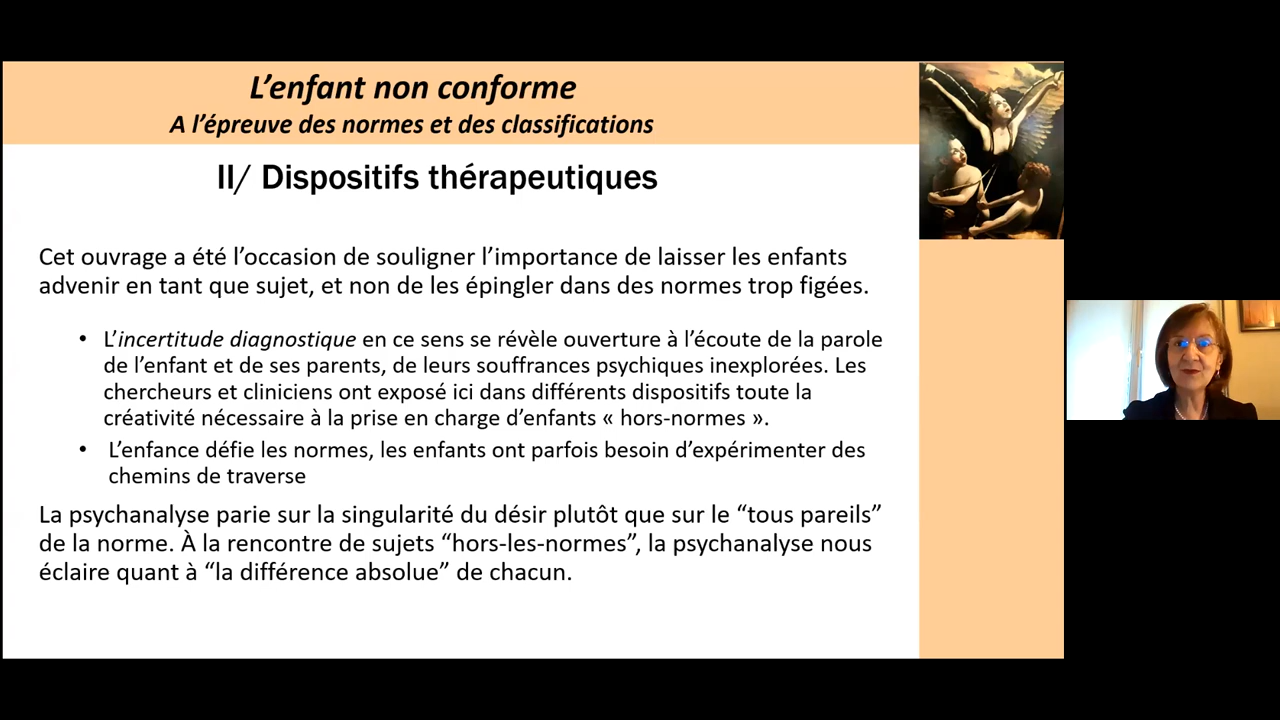 L’enfant non conforme
A l’épreuve des normes et des classifications
II/ Dispositifs thérapeutiques
Cet ouvrage a été l’occasion de souligner l’importance de laisser les enfants
advenir en tant que sujet, et non de les épingler dans des normes trop figées.
• L’incertitude diagnostique en ce sens se révèle ouverture à l’écoute de la parole
de l’enfant et de ses parents, de leurs souffrances psychiques inexplorées. Les
chercheurs et cliniciens ont exposé ici dans différents dispositifs toute la
créativité nécessaire à la prise en charge d’enfants « hors-normes ».
• L’enfance défie les normes, les enfants ont parfois besoin d’expérimenter des
chemins de traverse
La psychanalyse parie sur la singularité du désir plutôt que sur le “tous pareils”
de la norme. À la rencontre de sujets “hors-les-normes”, la psychanalyse nous
éclaire quant à “la différence absolue” de chacun.